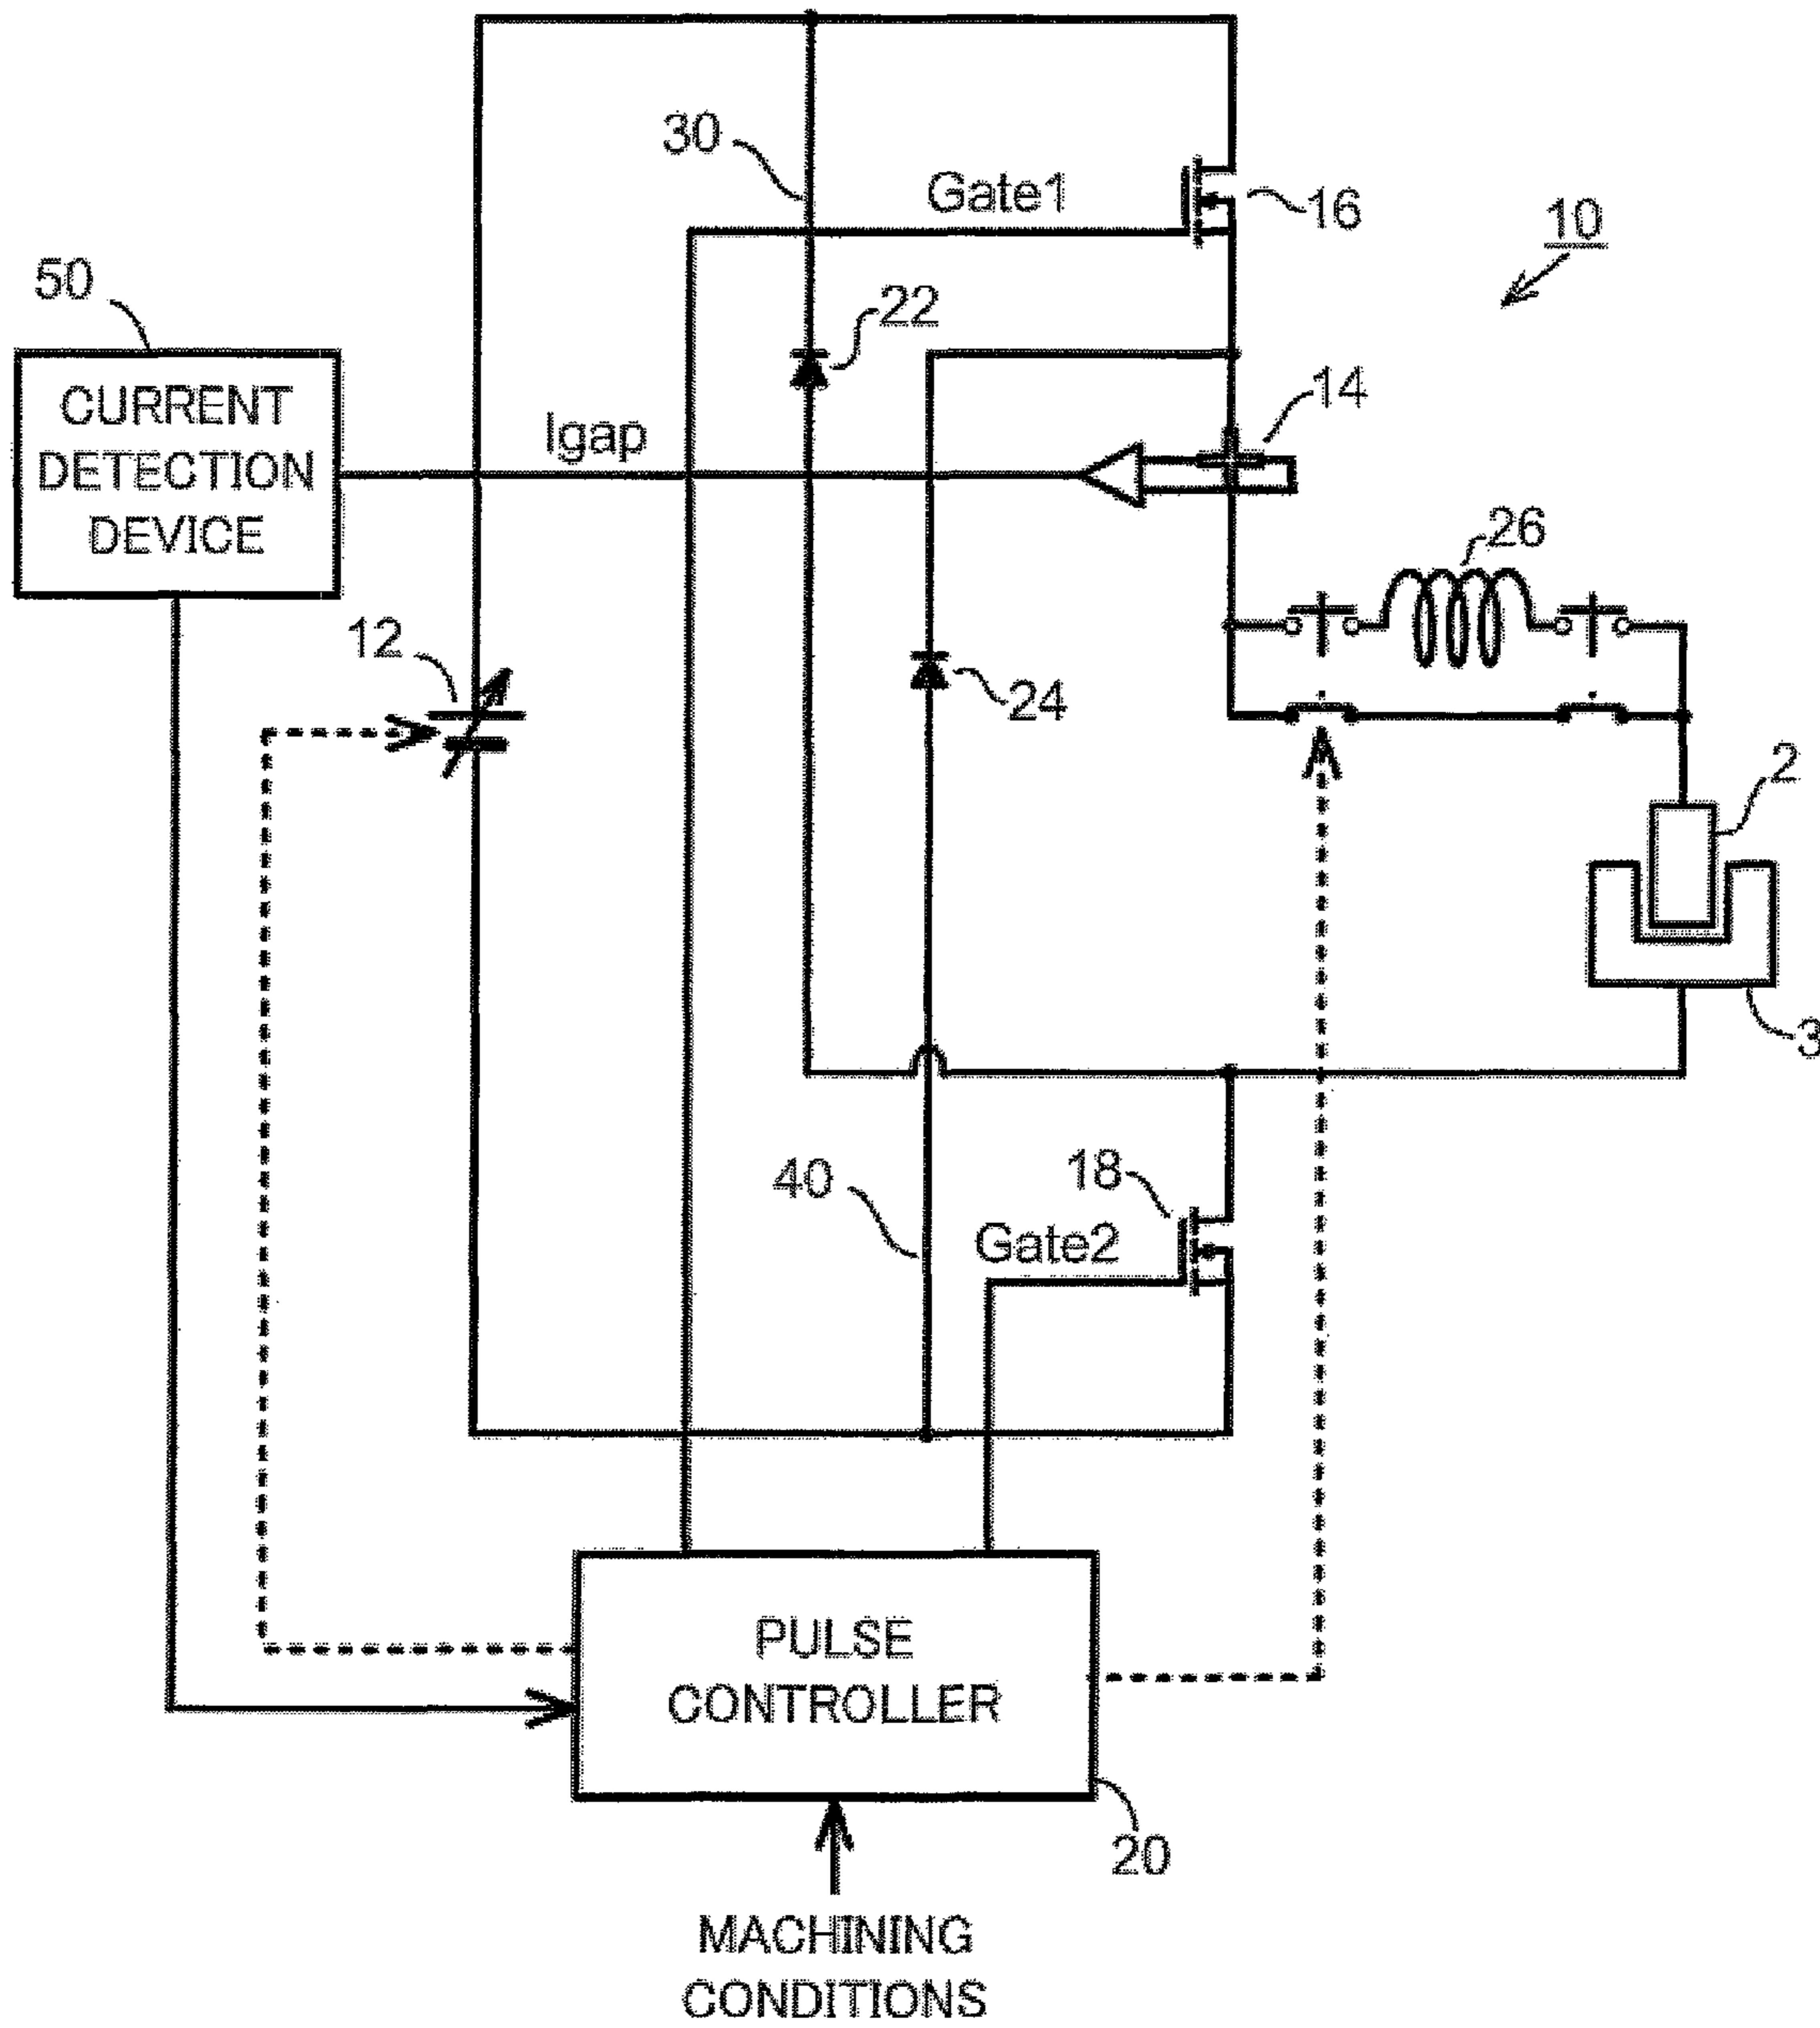 30
Gate1
16
10
50
22
CURRENT
DETECTION
DEVICE
Igap
14
26
12
24
2
3
18
40
Gate2
PULSE
CONTROLLER
20
MACHINING
CONDITIONS